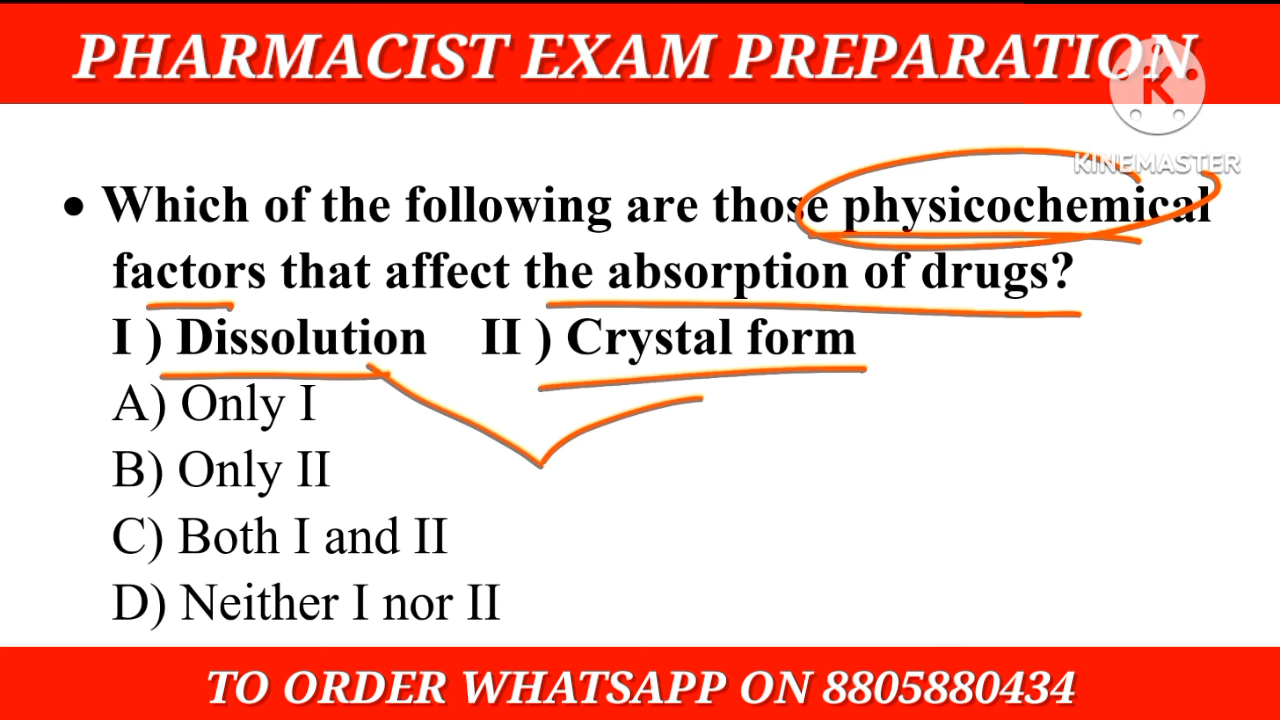 PHARMACIST EXAM PREPARATION
K
KINEMASTER
• Which of the following are those physicochemical
factors that affect the absorption of drugs?
I ) Dissolution II ) Crystal form
A) Only I
B) Only II
C) Both I and II
D) Neither I nor II
TO ORDER WHATSAPP ON 8805880434